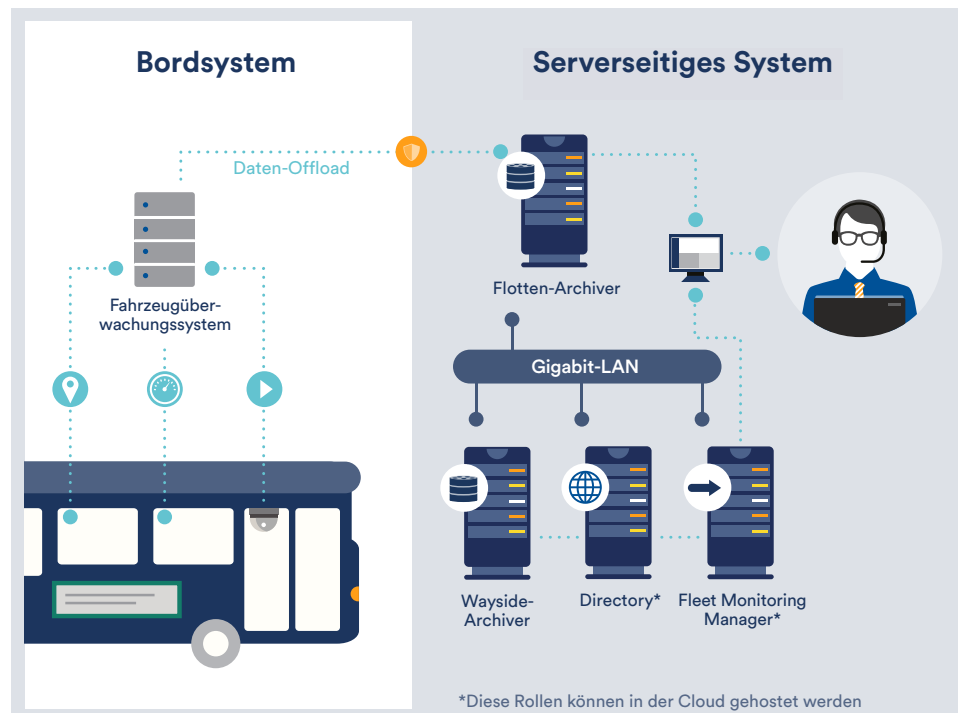 Bordsystem
Serverseitiges System
Daten-Offload
Flotten-Archiver
Fahrzeugüber-
wachungssystem
Gigabit-LAN
Wayside-
Archiver
Directory*
Fleet Monitoring
Manager*
*Diese Rollen können in der Cloud gehostet werden